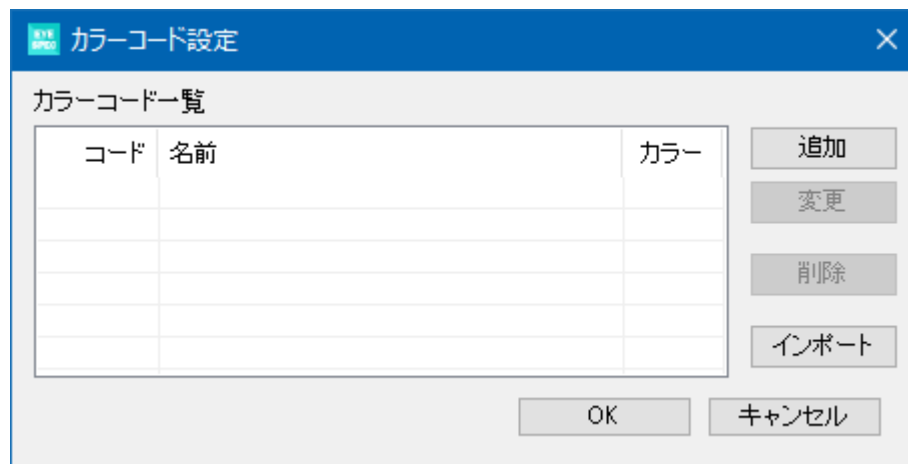 EYE
SPEC
カラーコード設定
カラーコード一覧
コード 名前 カラー
追加
変更
削除
インポート
OK キャンセル